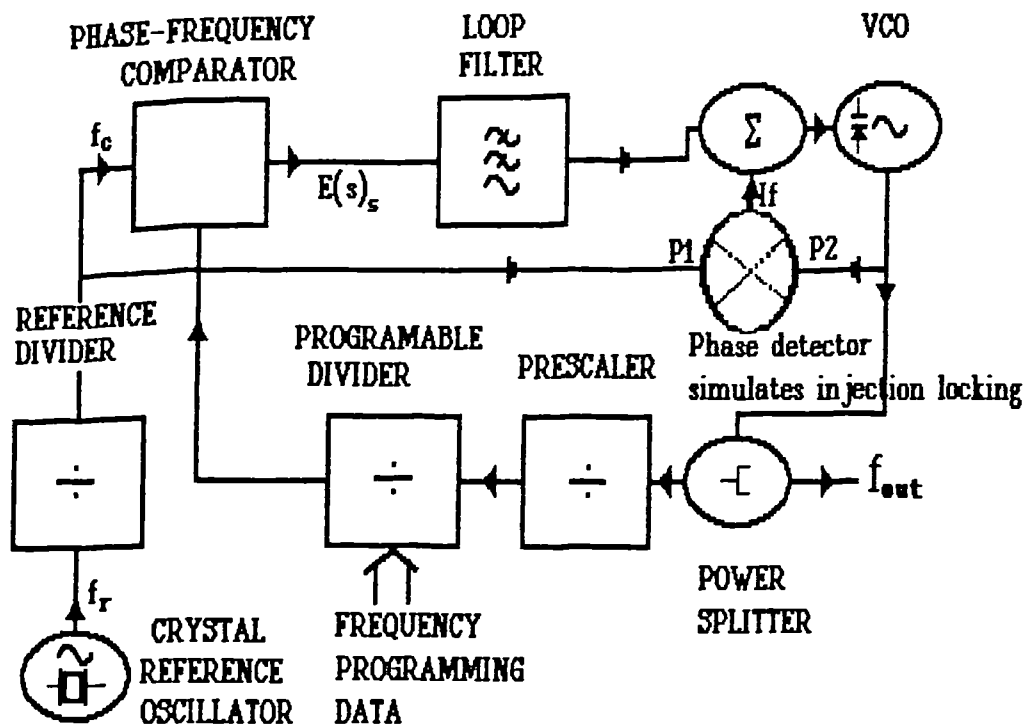 PHASE-FREQUENCY
COMPARATOR
LOOP
FILTER
VCO
f_c
E(s)_s
Σ
If
P1
P2
REFERENCE
DIVIDER
PROGRAMABLE
DIVIDER
PRESCALER
Phase detector
simulates injection locking
÷
÷
÷
f_out
f_r
CRYSTAL
REFERENCE
OSCILLATOR
FREQUENCY
PROGRAMMING
DATA
POWER
SPLITTER